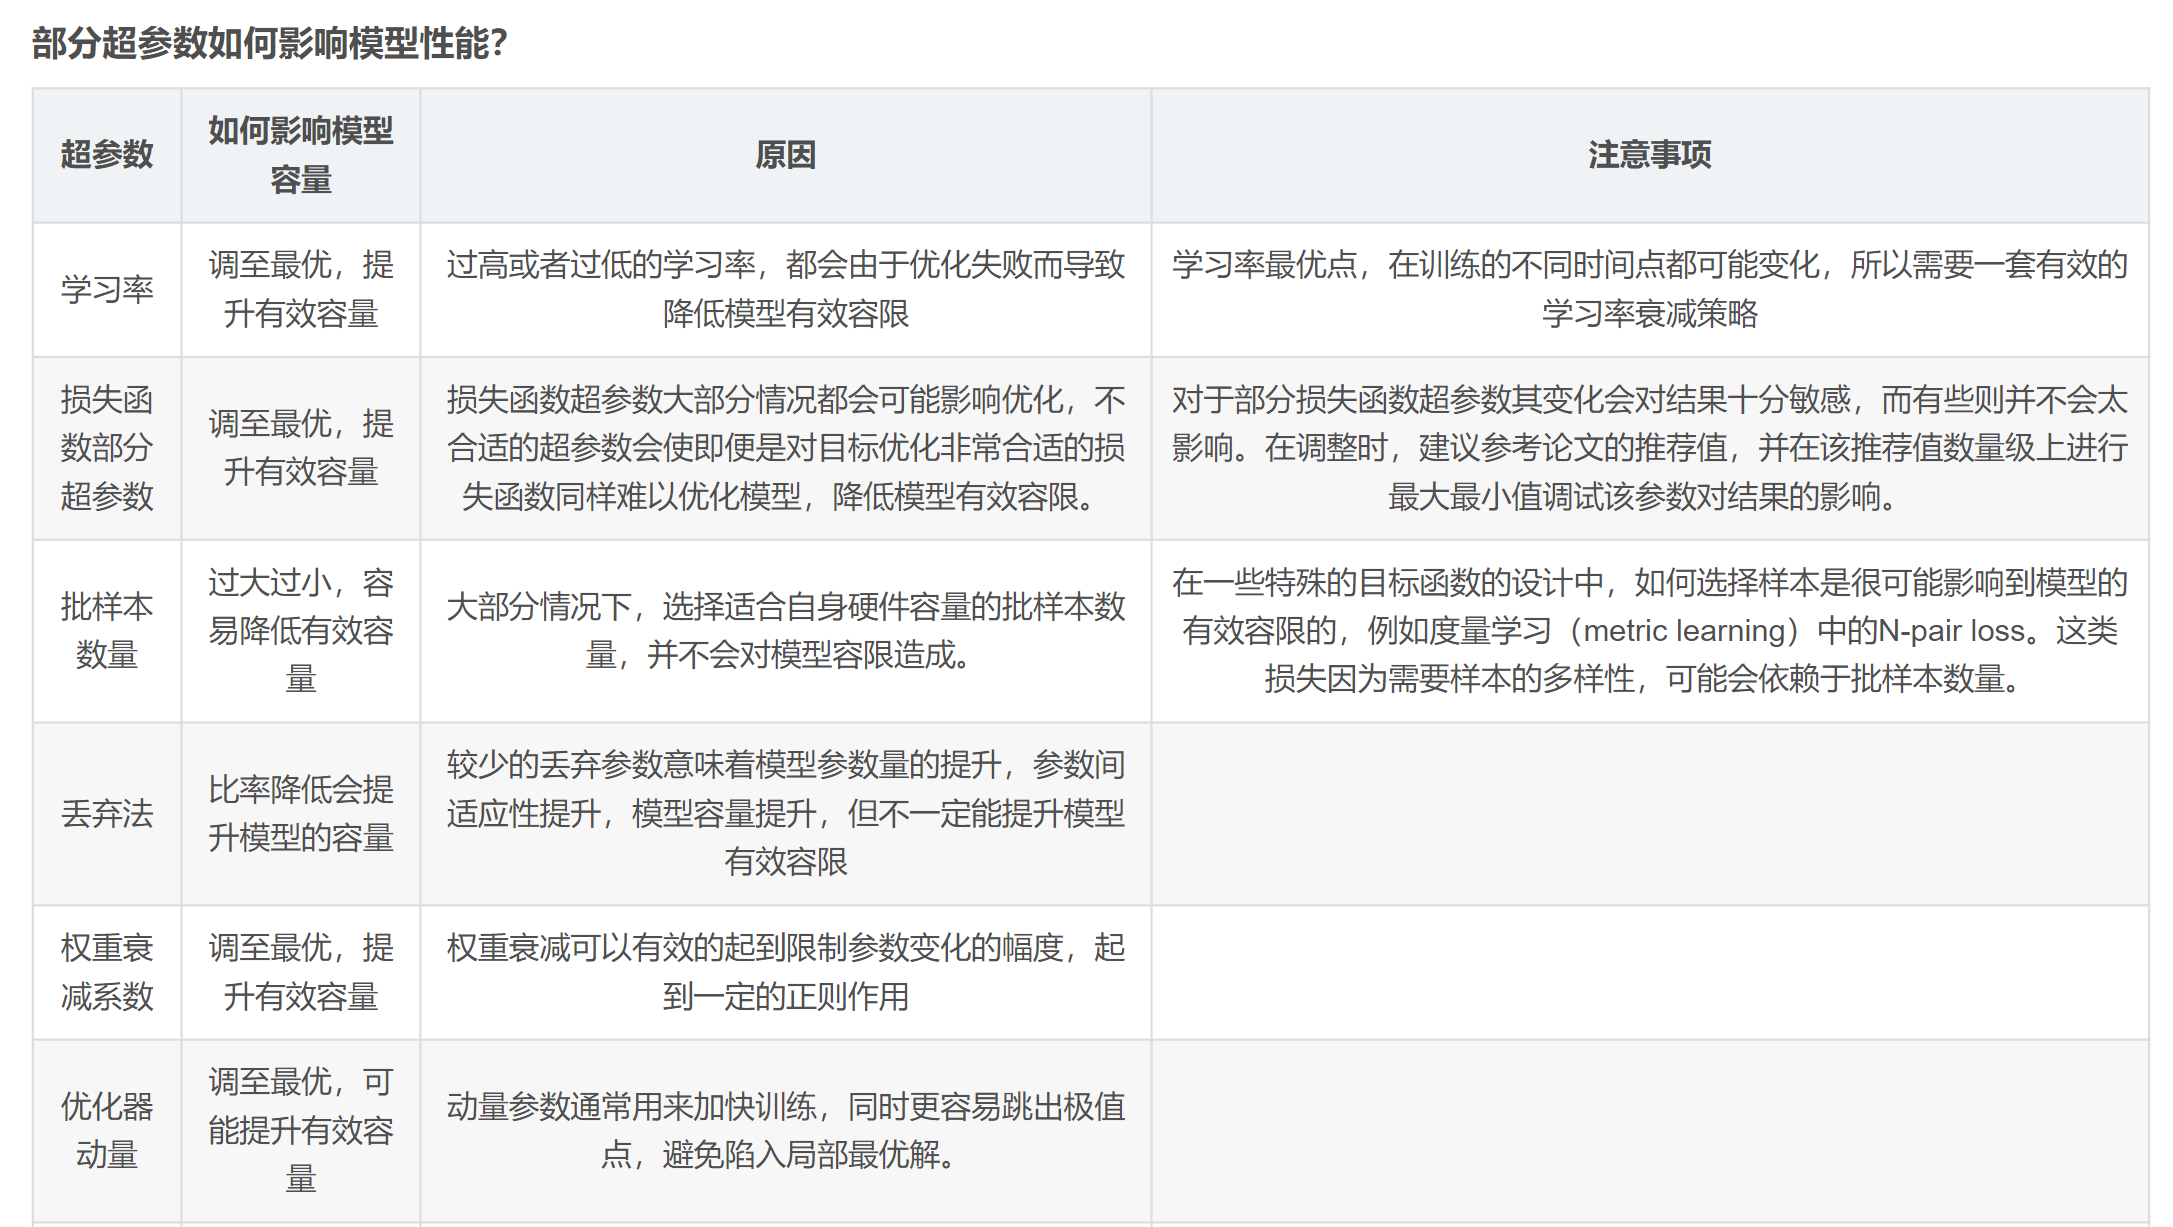 部分超参数如何影响模型性能？
超参数
如何影响模型
容量
原因
注意事项
学习率
调至最优，提
升有效容量
过高或者过低的学习率，都会由于优化失败而导致
降低模型有效容限
学习率最优点，在训练的不同时间点都可能变化，所以需要一套有效的
学习率衰减策略
损失函
数部分
超参数
调至最优，提
升有效容量
损失函数超参数大部分情况都会可能影响优化，不
合适的超参数会使即便是对目标优化非常合适的损
失函数同样难以优化模型，降低模型有效容限。
对于部分损失函数超参数其变化会对结果十分敏感，而有些则并不会太
影响。在调整时，建议参考论文的推荐值，并在该推荐值数量级上进行
最大最小值调试该参数对结果的影响。
批样本
数量
过大过小，容
易降低有效容
量
大部分情况下，选择适合自身硬件容量的批样本数
量，并不会对模型容限造成。
在一些特殊的目标函数的设计中，如何选择样本是很可能影响到模型的
有效容限的，例如度量学习（metric learning）中的N-pair loss。这类
损失因为需要样本的多样性，可能会依赖于批样本数量。
丢弃法
比率降低会提
升模型的容量
较少的丢弃参数意味着模型参数量的提升，参数间
适应性提升，模型容量提升，但不一定能提升模型
有效容限
权重衰
减系数
调至最优，提
升有效容量
权重衰减可以有效的起到限制参数变化的幅度，起
到一定的正则作用
优化器
动量
调至最优，可
能提升有效容
量
动量参数通常用来加快训练，同时更容易跳出极值
点，避免陷入局部最优解。